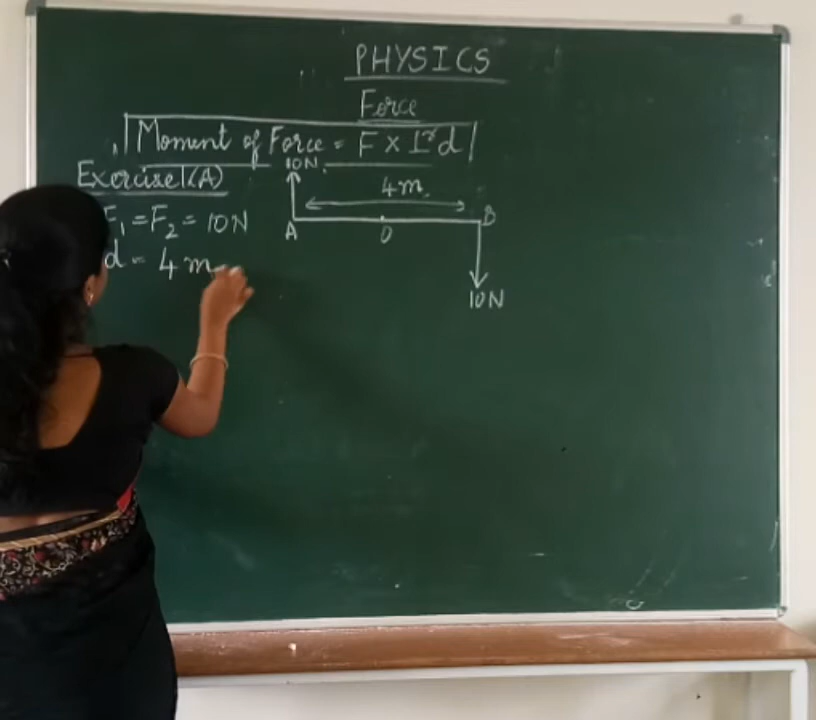 PHYSICS
Force
Moment of Force = F × ⊥r d
Exercise 1(A)
10N
4m
F1 = F2 = 10N
A
O
B
d = 4m
10N